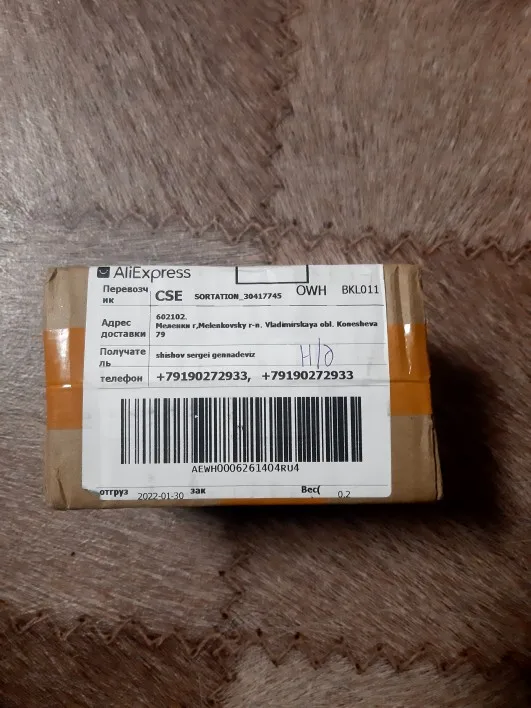 AliExpress
Перевозч
ик
CSE SORTATION_30417745 OWH BKL011
Адрес
доставки
602102,
Меленки г,Melenkovsky r-n. Vladimirskaya obl. Konesheva
79
Получате
ль
shishov sergei gennadeviz
Н/д
телефон +79190272933, +79190272933
AEWH0006261404RU4
отгруз 2022-01-30 зак Вес( 0.2